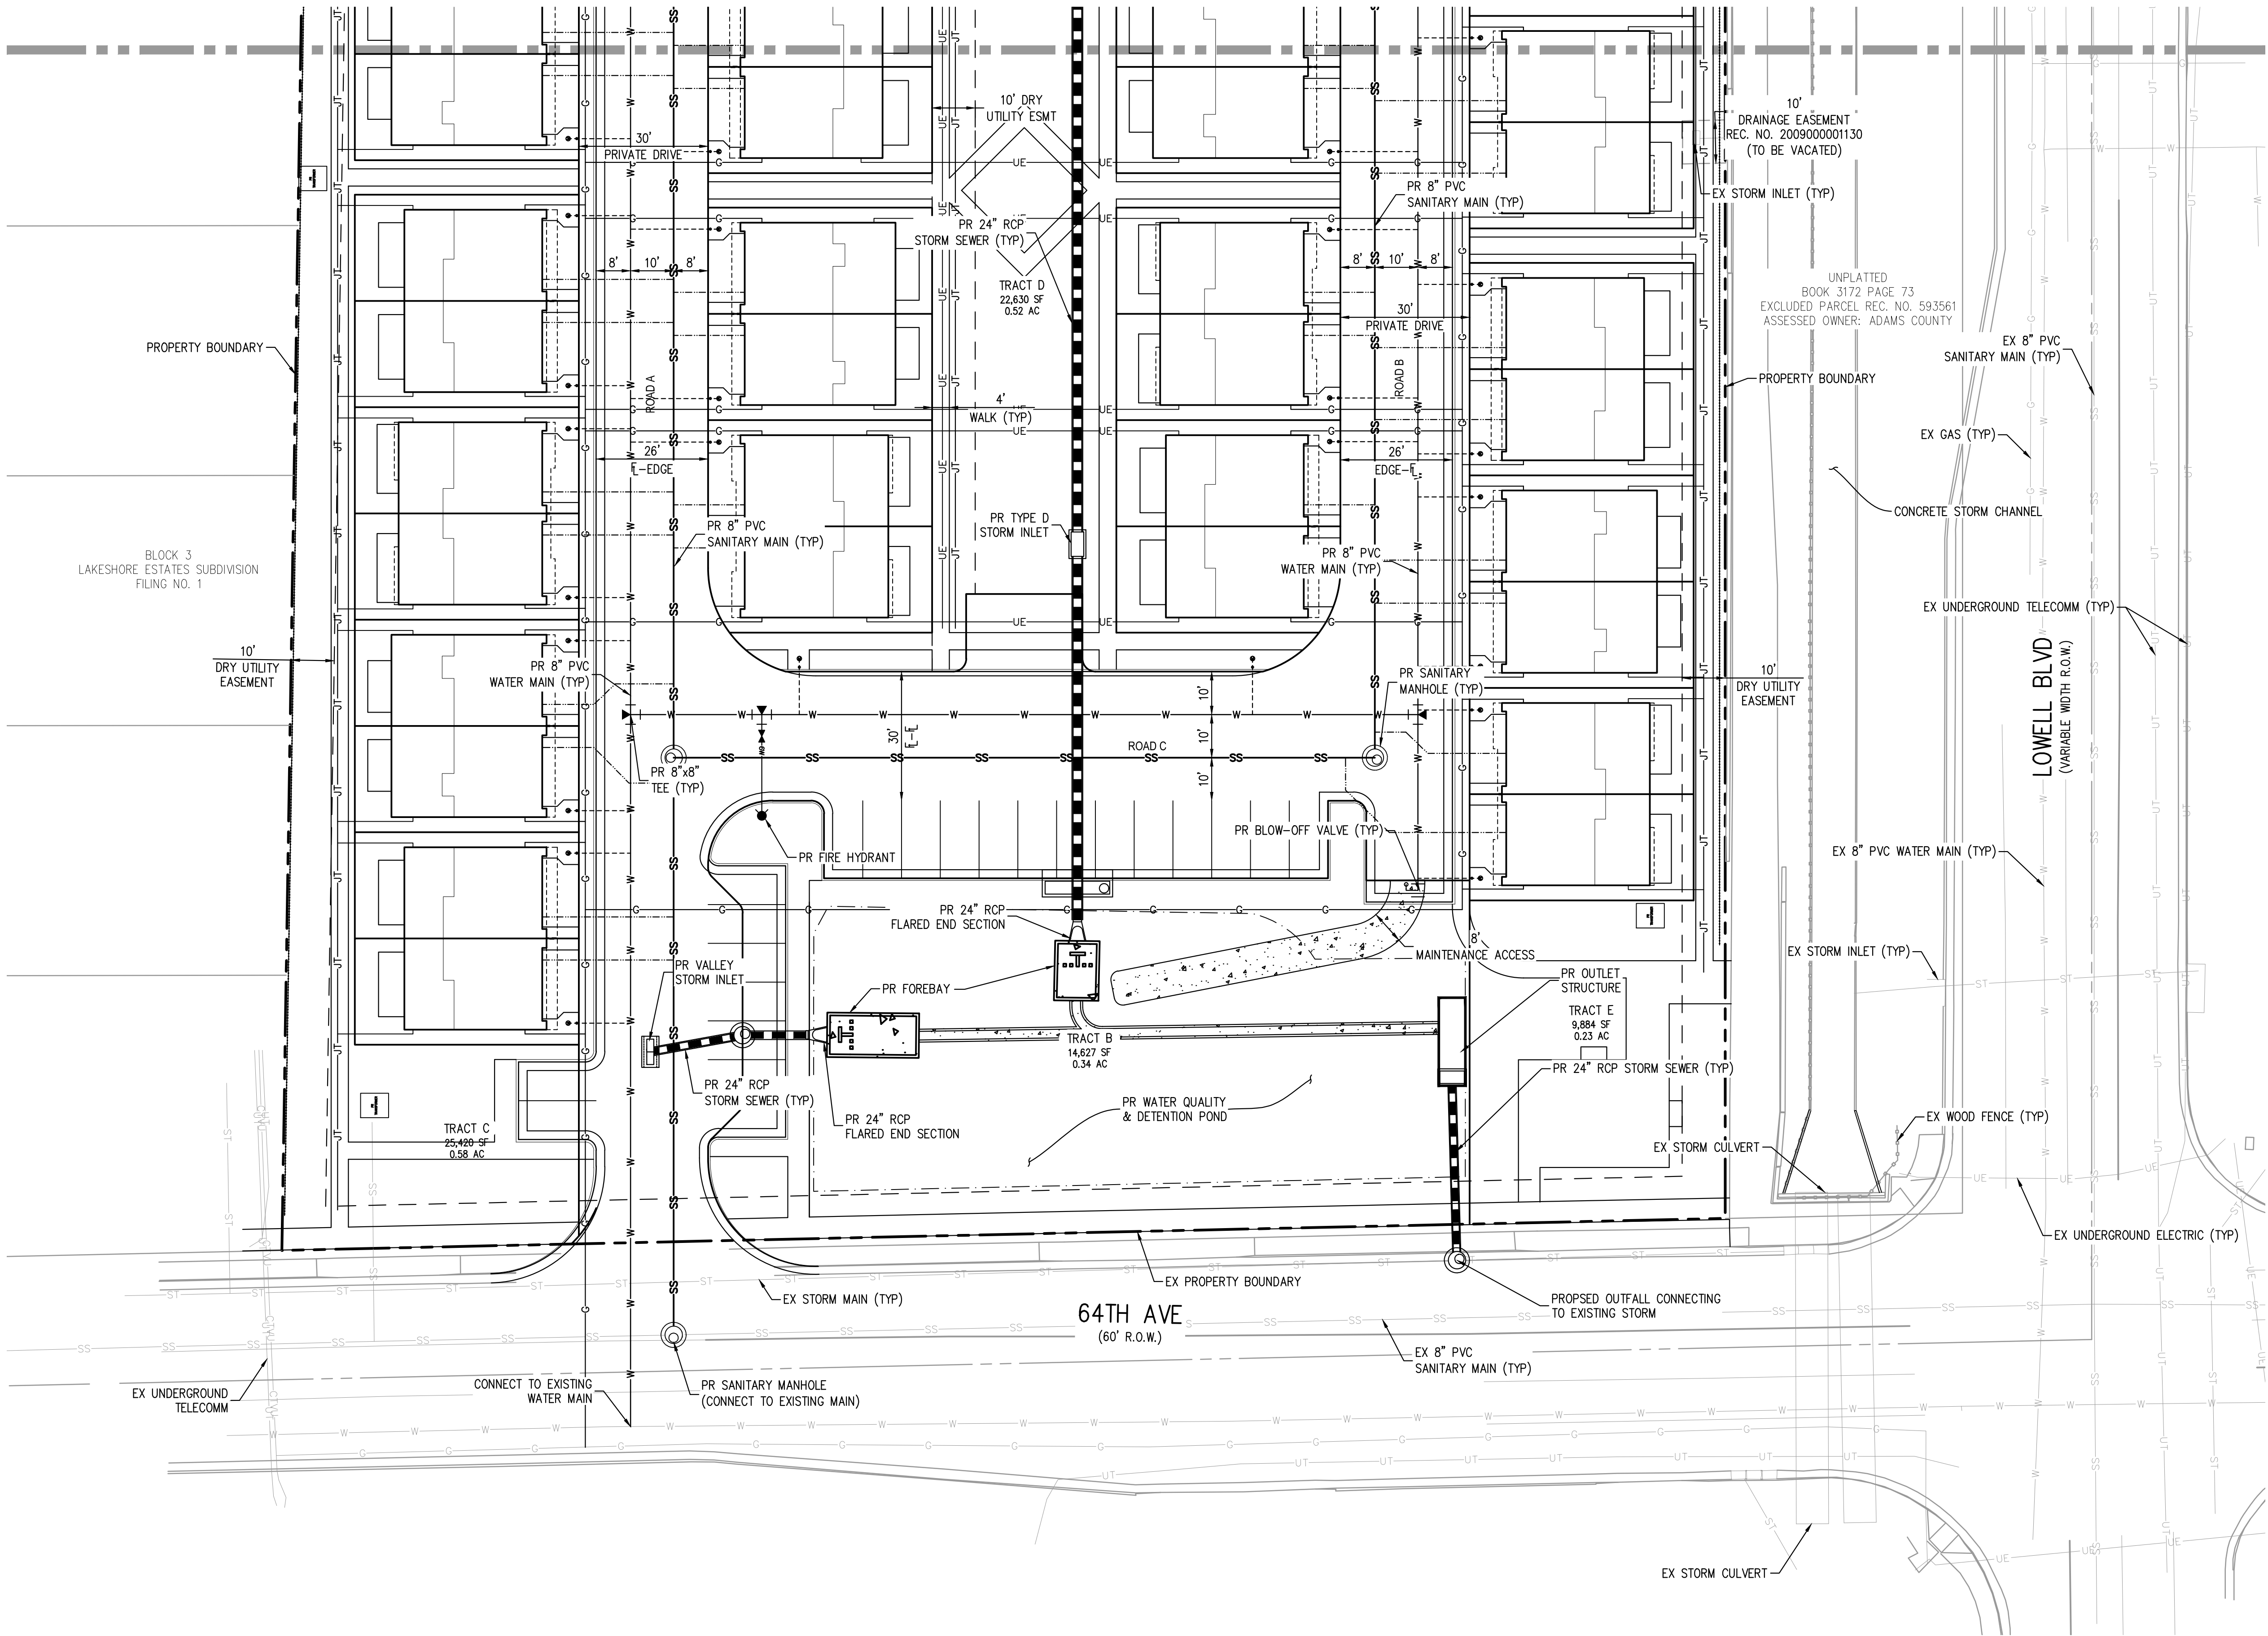 10' DRY
UTILITY ESMT
10'
DRAINAGE EASEMENT
REC. NO. 2009000001130
(TO BE VACATED)
30'
PRIVATE DRIVE
PR 8" PVC
SANITARY MAIN (TYP)
EX STORM INLET (TYP)
PR 24" RCP
STORM SEWER (TYP)
8'
10'
8'
8'
10'
8'
TRACT D
22,630 SF
0.52 AC
UNPLATTED
BOOK 3172 PAGE 73
EXCLUDED PARCEL REC. NO. 593561
ASSESSED OWNER: ADAMS COUNTY
30'
PRIVATE DRIVE
PROPERTY BOUNDARY
EX 8" PVC
SANITARY MAIN (TYP)
PROPERTY BOUNDARY
ROAD A
ROAD B
4'
WALK (TYP)
EX GAS (TYP)
26'
FL-EDGE
26'
EDGE-FL
CONCRETE STORM CHANNEL
PR 8" PVC
SANITARY MAIN (TYP)
PR TYPE D
STORM INLET
PR 8" PVC
WATER MAIN (TYP)
BLOCK 3
LAKESHORE ESTATES SUBDIVISION
FILING NO. 1
EX UNDERGROUND TELECOMM (TYP)
10'
DRY UTILITY
EASEMENT
PR 8" PVC
WATER MAIN (TYP)
PR SANITARY
MANHOLE (TYP)
10'
DRY UTILITY
EASEMENT
LOWELL BLVD
(VARIABLE WIDTH R.O.W.)
30'
FL-FL
10'
10'
10'
ROAD C
PR 8"x8"
TEE (TYP)
PR BLOW-OFF VALVE (TYP)
PR FIRE HYDRANT
EX 8" PVC WATER MAIN (TYP)
PR 24" RCP
FLARED END SECTION
8'
MAINTENANCE ACCESS
EX STORM INLET (TYP)
PR VALLEY
STORM INLET
PR FOREBAY
PR OUTLET
STRUCTURE
TRACT E
9,884 SF
0.23 AC
TRACT B
14,627 SF
0.34 AC
PR 24" RCP STORM SEWER (TYP)
PR 24" RCP
STORM SEWER (TYP)
PR WATER QUALITY
& DETENTION POND
PR 24" RCP
FLARED END SECTION
TRACT C
25,420 SF
0.58 AC
EX WOOD FENCE (TYP)
EX STORM CULVERT
EX UNDERGROUND ELECTRIC (TYP)
EX PROPERTY BOUNDARY
EX STORM MAIN (TYP)
64TH AVE
(60' R.O.W.)
PROPSED OUTFALL CONNECTING
TO EXISTING STORM
EX 8" PVC
SANITARY MAIN (TYP)
EX UNDERGROUND
TELECOMM
CONNECT TO EXISTING
WATER MAIN
PR SANITARY MANHOLE
(CONNECT TO EXISTING MAIN)
EX STORM CULVERT